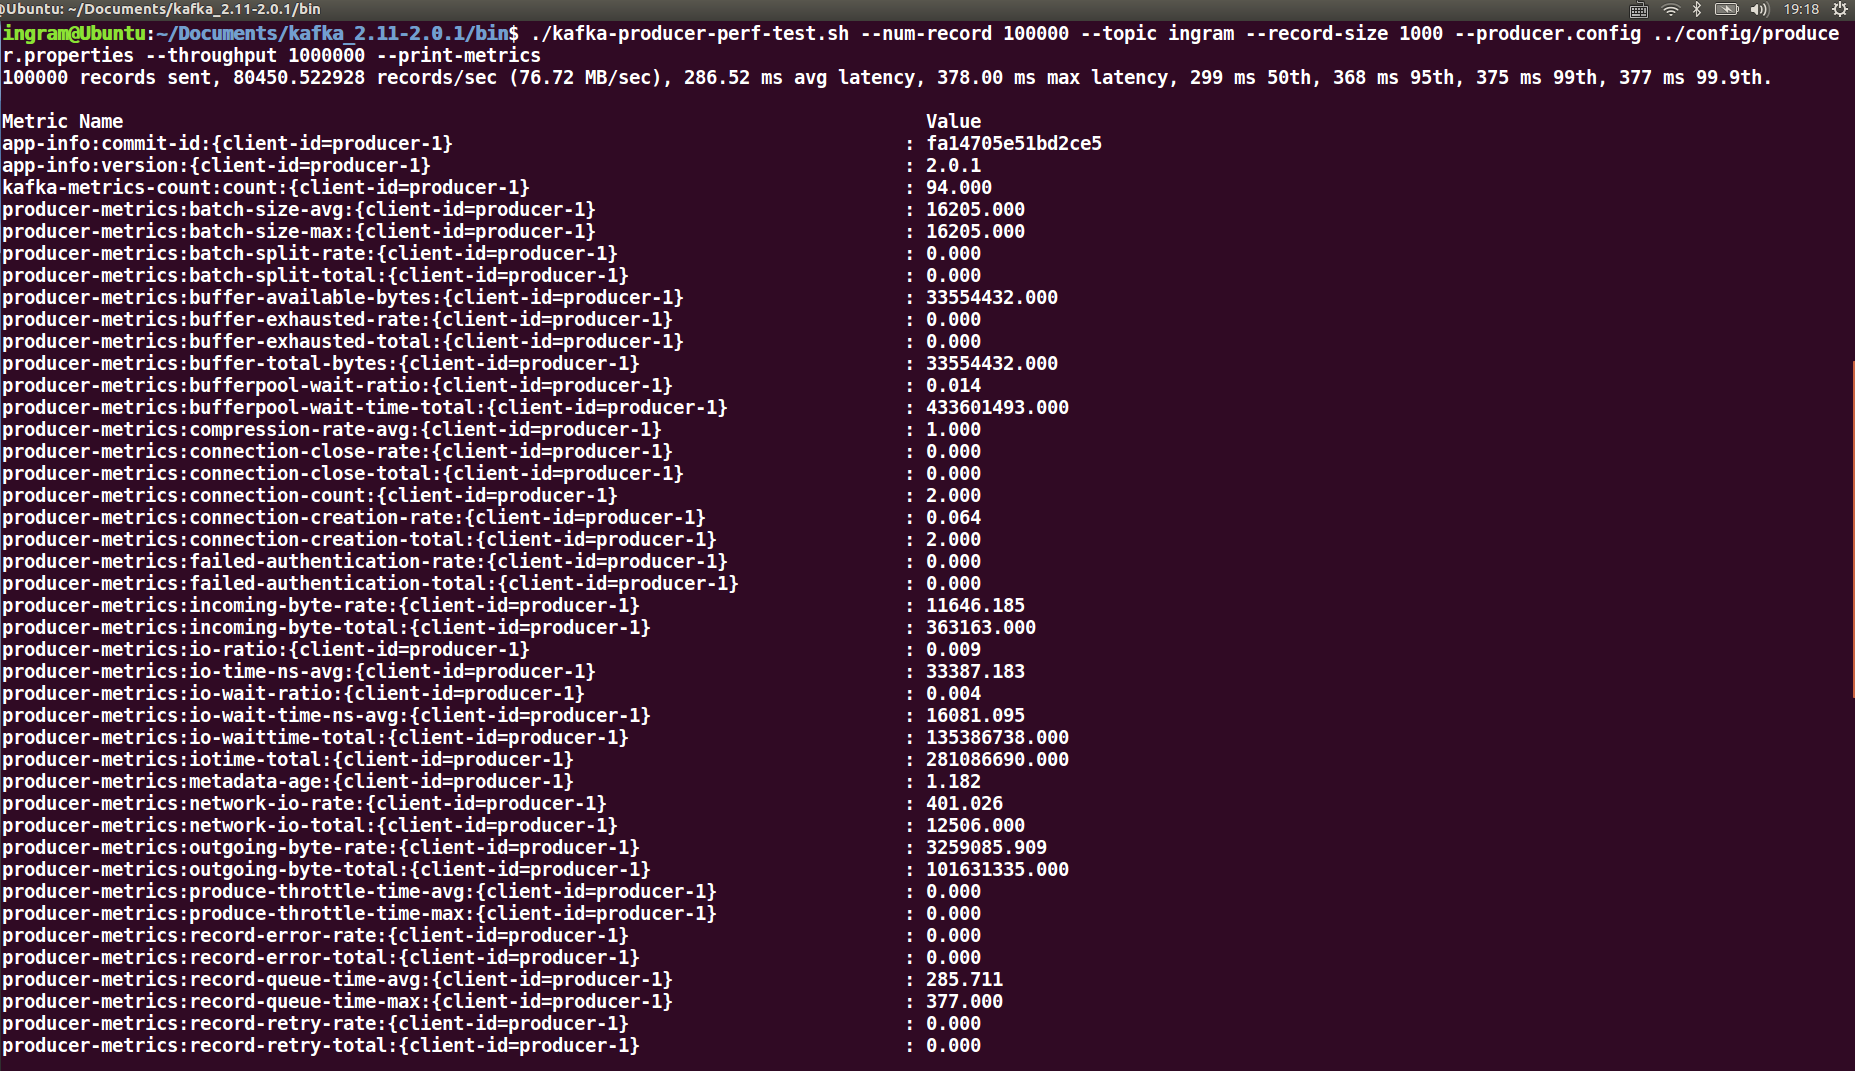 @Ubuntu: ~/Documents/kafka_2.11-2.0.1/bin 19:18
ingram@Ubuntu:~/Documents/kafka_2.11-2.0.1/bin$ ./kafka-producer-perf-test.sh --num-record 100000 --topic ingram --record-size 1000 --producer.config ../config/produce
r.properties --throughput 1000000 --print-metrics
100000 records sent, 80450.522928 records/sec (76.72 MB/sec), 286.52 ms avg latency, 378.00 ms max latency, 299 ms 50th, 368 ms 95th, 375 ms 99th, 377 ms 99.9th.
Metric Name Value
app-info:commit-id:{client-id=producer-1} : fa14705e51bd2ce5
app-info:version:{client-id=producer-1} : 2.0.1
kafka-metrics-count:count:{client-id=producer-1} : 94.000
producer-metrics:batch-size-avg:{client-id=producer-1} : 16205.000
producer-metrics:batch-size-max:{client-id=producer-1} : 16205.000
producer-metrics:batch-split-rate:{client-id=producer-1} : 0.000
producer-metrics:batch-split-total:{client-id=producer-1} : 0.000
producer-metrics:buffer-available-bytes:{client-id=producer-1} : 33554432.000
producer-metrics:buffer-exhausted-rate:{client-id=producer-1} : 0.000
producer-metrics:buffer-exhausted-total:{client-id=producer-1} : 0.000
producer-metrics:buffer-total-bytes:{client-id=producer-1} : 33554432.000
producer-metrics:bufferpool-wait-ratio:{client-id=producer-1} : 0.014
producer-metrics:bufferpool-wait-time-total:{client-id=producer-1} : 433601493.000
producer-metrics:compression-rate-avg:{client-id=producer-1} : 1.000
producer-metrics:connection-close-rate:{client-id=producer-1} : 0.000
producer-metrics:connection-close-total:{client-id=producer-1} : 0.000
producer-metrics:connection-count:{client-id=producer-1} : 2.000
producer-metrics:connection-creation-rate:{client-id=producer-1} : 0.064
producer-metrics:connection-creation-total:{client-id=producer-1} : 2.000
producer-metrics:failed-authentication-rate:{client-id=producer-1} : 0.000
producer-metrics:failed-authentication-total:{client-id=producer-1} : 0.000
producer-metrics:incoming-byte-rate:{client-id=producer-1} : 11646.185
producer-metrics:incoming-byte-total:{client-id=producer-1} : 363163.000
producer-metrics:io-ratio:{client-id=producer-1} : 0.009
producer-metrics:io-time-ns-avg:{client-id=producer-1} : 33387.183
producer-metrics:io-wait-ratio:{client-id=producer-1} : 0.004
producer-metrics:io-wait-time-ns-avg:{client-id=producer-1} : 16081.095
producer-metrics:io-waittime-total:{client-id=producer-1} : 135386738.000
producer-metrics:iotime-total:{client-id=producer-1} : 281086690.000
producer-metrics:metadata-age:{client-id=producer-1} : 1.182
producer-metrics:network-io-rate:{client-id=producer-1} : 401.026
producer-metrics:network-io-total:{client-id=producer-1} : 12506.000
producer-metrics:outgoing-byte-rate:{client-id=producer-1} : 3259085.909
producer-metrics:outgoing-byte-total:{client-id=producer-1} : 101631335.000
producer-metrics:produce-throttle-time-avg:{client-id=producer-1} : 0.000
producer-metrics:produce-throttle-time-max:{client-id=producer-1} : 0.000
producer-metrics:record-error-rate:{client-id=producer-1} : 0.000
producer-metrics:record-error-total:{client-id=producer-1} : 0.000
producer-metrics:record-queue-time-avg:{client-id=producer-1} : 285.711
producer-metrics:record-queue-time-max:{client-id=producer-1} : 377.000
producer-metrics:record-retry-rate:{client-id=producer-1} : 0.000
producer-metrics:record-retry-total:{client-id=producer-1} : 0.000